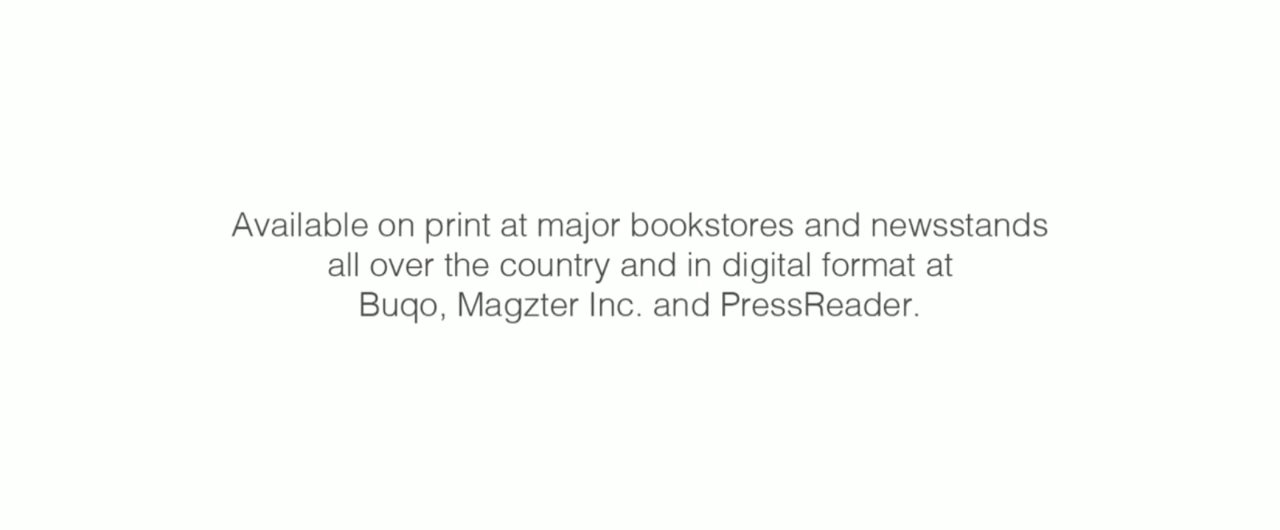 Available on print at major bookstores and newsstands
all over the country and in digital format at
Buqo, Magzter Inc. and PressReader.